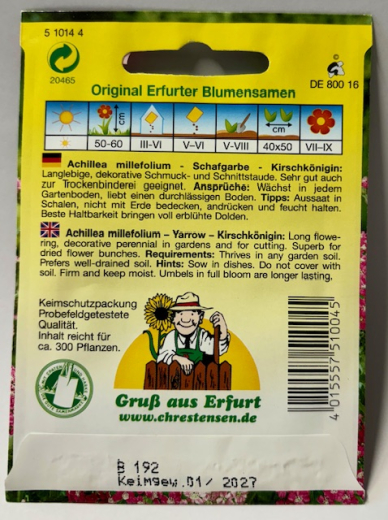 5 1014 4
20465
DE 800 16
Original Erfurter Blumensamen
cm
cm
50-60 III-VI V-VI V-VIII 40x50 VII-IX
Achillea millefolium - Schafgarbe - Kirschkönigin:
Langlebige, dekorative Schmuck- und Schnittstaude. Sehr gut auch
zur Trockenbinderei geeignet. Ansprüche: Wächst in jedem
Gartenboden, liebt einen durchlässigen Boden. Tipps: Aussaat in
Schalen, nicht mit Erde bedecken, andrücken und feucht halten.
Beste Haltbarkeit bringen voll erblühte Dolden.
Achillea millefolium - Yarrow - Kirschkönigin: Long flowe-
ring, decorative perennial in gardens and for cutting. Superb for
dried flower bunches. Requirements: Thrives in any garden soil.
Prefers well-drained soil. Hints: Sow in dishes. Do not cover with
soil. Firm and keep moist. Umbels in full bloom are longer lasting.
Keimschutzpackung
Probefeldgetestete
Qualität.
Inhalt reicht für
ca. 300 Pflanzen.
Gruß aus Erfurt
www.chrestensen.de
4 015557 510045
B 192
Keimgew.01/ 2027